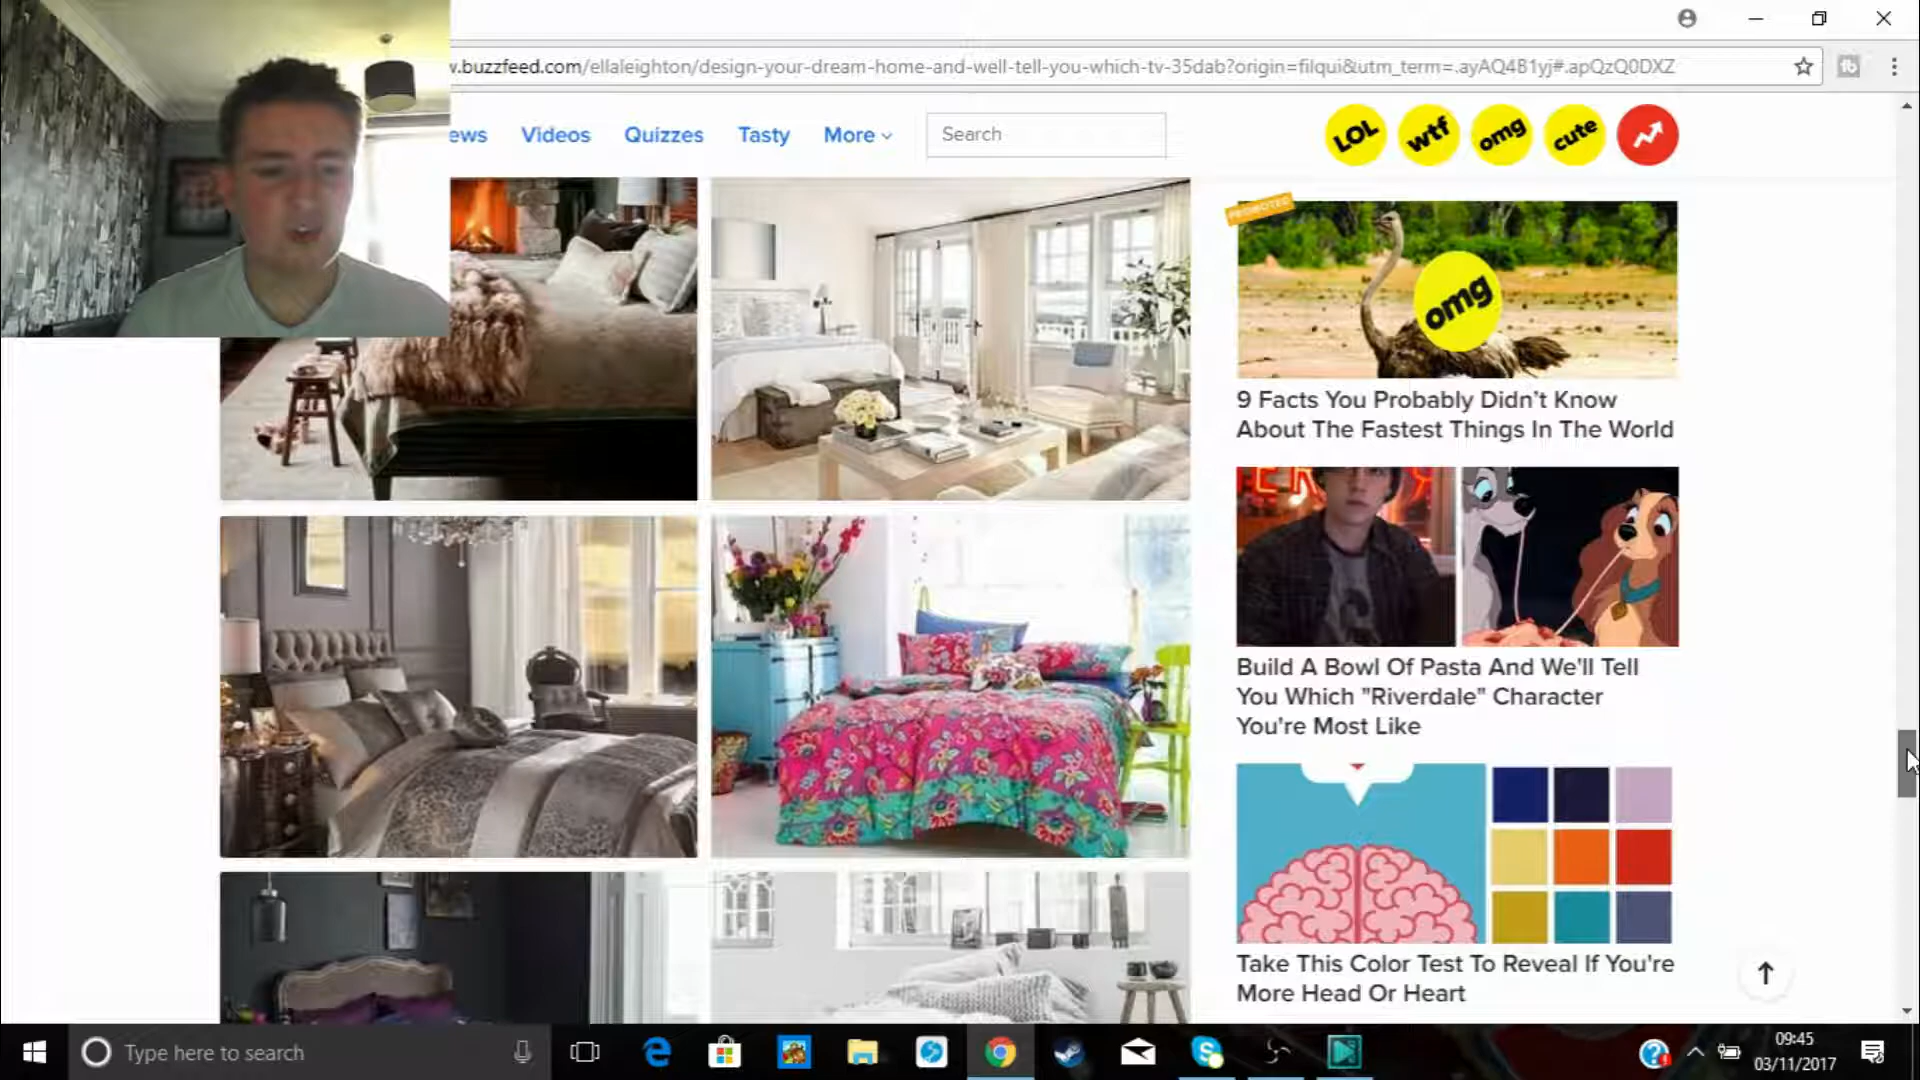 w.buzzfeed.com/ellaleighton/design-your-dream-home-and-well-tell-you-which-tv-35dab?origin=filqui&utm_term=.ayAQ4B1yj#.apQzQ0DXZ
ews Videos Quizzes Tasty More Search
LOL wtf omg cute
PROMOTED
omg
9 Facts You Probably Didn't Know
About The Fastest Things In The World
Build A Bowl Of Pasta And We'll Tell
You Which "Riverdale" Character
You're Most Like
Take This Color Test To Reveal If You're
More Head Or Heart
Type here to search
09:45
03/11/2017